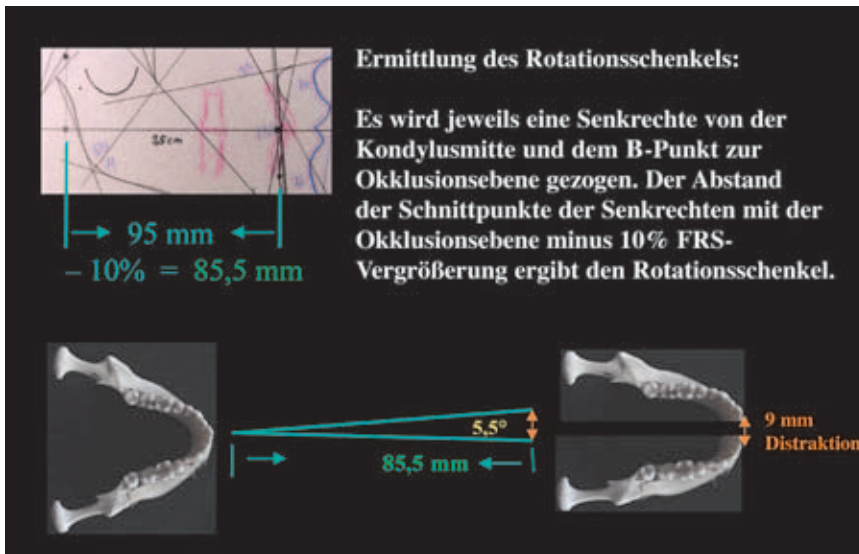 Ermittlung des Rotationsschenkels:
Es wird jeweils eine Senkrechte von der
Kondylusmitte und dem B-Punkt zur
Okklusionsebene gezogen. Der Abstand
der Schnittpunkte der Senkrechten mit der
Okklusionsebene minus 10% FRS-
Vergrößerung ergibt den Rotationsschenkel.
95 mm
– 10% = 85,5 mm
5,5°
85,5 mm
9 mm
Distraktion